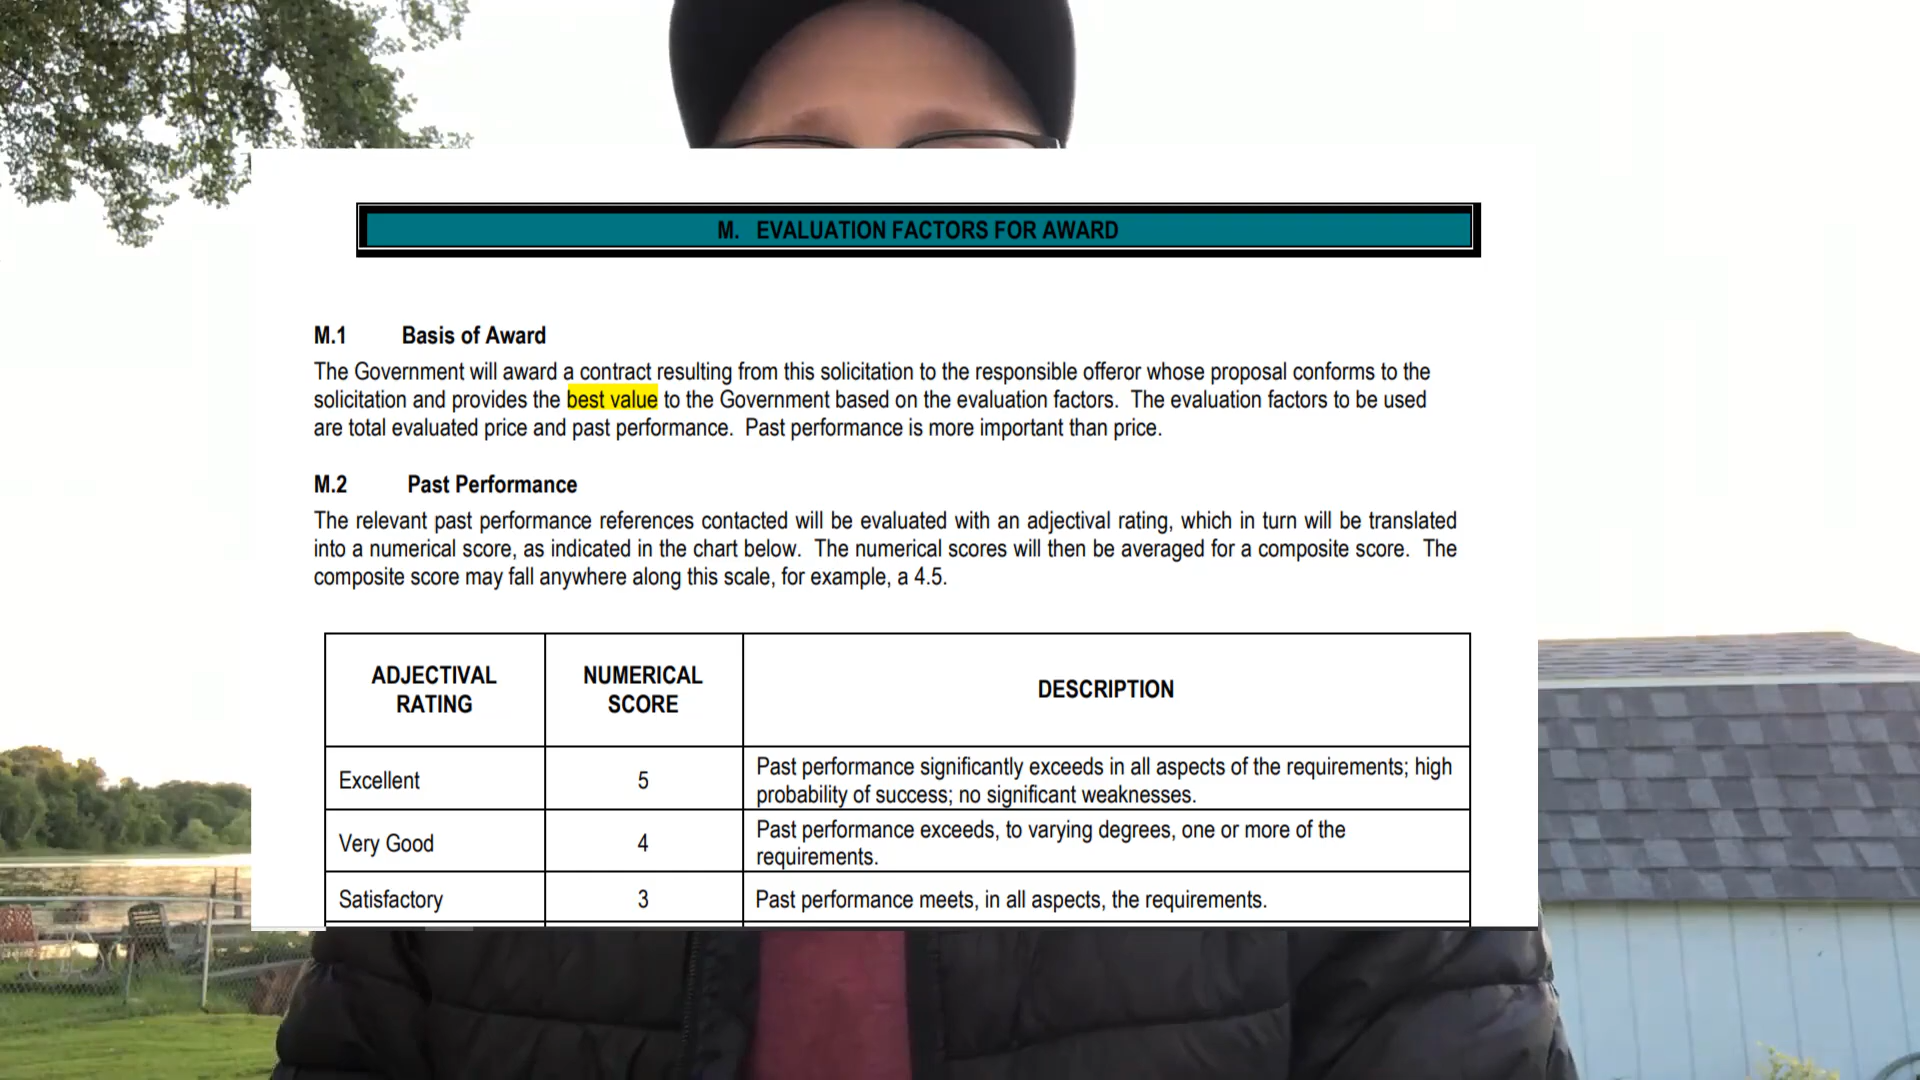 M. EVALUATION FACTORS FOR AWARD
M.1 Basis of Award
The Government will award a contract resulting from this solicitation to the responsible offeror whose proposal conforms to the
solicitation and provides the best value to the Government based on the evaluation factors. The evaluation factors to be used
are total evaluated price and past performance. Past performance is more important than price.
M.2 Past Performance
The relevant past performance references contacted will be evaluated with an adjectival rating, which in turn will be translated
into a numerical score, as indicated in the chart below. The numerical scores will then be averaged for a composite score. The
composite score may fall anywhere along this scale, for example, a 4.5.
ADJECTIVAL
RATING
NUMERICAL
SCORE
DESCRIPTION
Excellent
5
Past performance significantly exceeds in all aspects of the requirements; high
probability of success; no significant weaknesses.
Very Good
4
Past performance exceeds, to varying degrees, one or more of the
requirements.
Satisfactory
3
Past performance meets, in all aspects, the requirements.